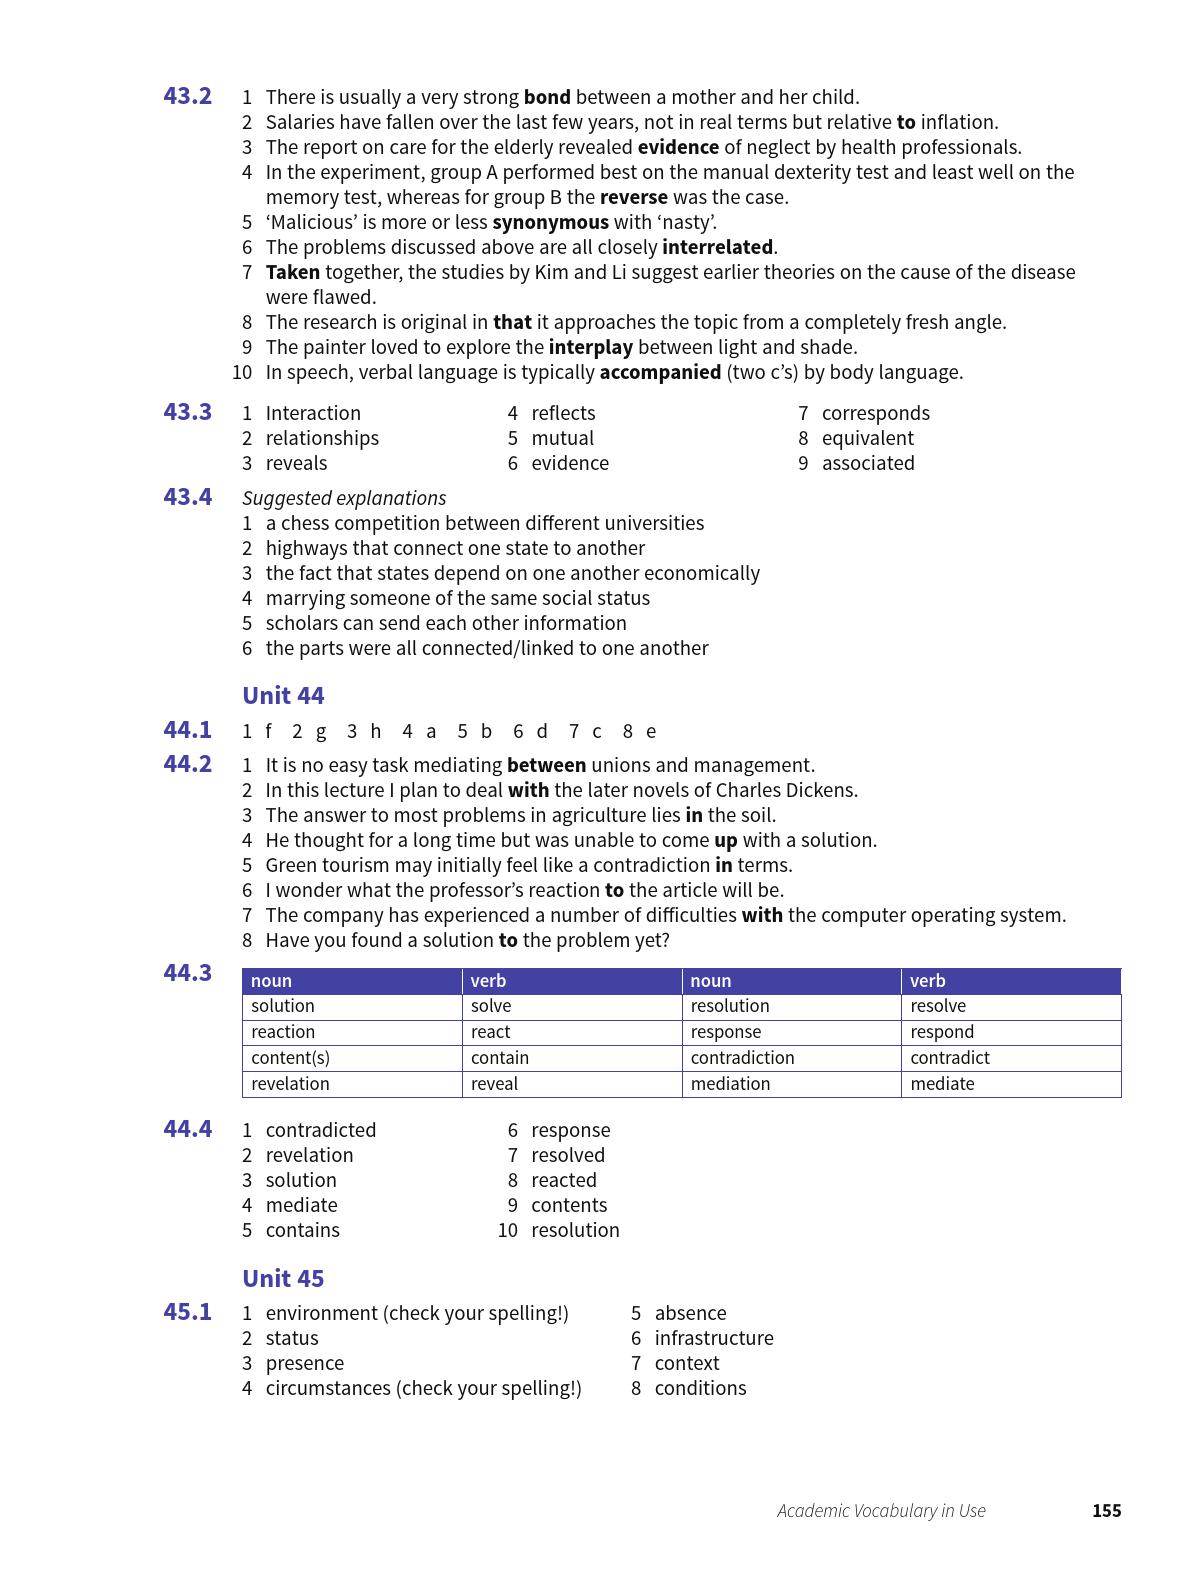 43.2
1 There is usually a very strong bond between a mother and her child.
2 Salaries have fallen over the last few years, not in real terms but relative to inflation.
3 The report on care for the elderly revealed evidence of neglect by health professionals.
4 In the experiment, group A performed best on the manual dexterity test and least well on the
memory test, whereas for group B the reverse was the case.
5 ‘Malicious’ is more or less synonymous with ‘nasty’.
6 The problems discussed above are all closely interrelated.
7 Taken together, the studies by Kim and Li suggest earlier theories on the cause of the disease
were flawed.
8 The research is original in that it approaches the topic from a completely fresh angle.
9 The painter loved to explore the interplay between light and shade.
10 In speech, verbal language is typically accompanied (two c’s) by body language.
43.3
1 Interaction 4 reflects 7 corresponds
2 relationships 5 mutual 8 equivalent
3 reveals 6 evidence 9 associated
43.4
Suggested explanations
1 a chess competition between different universities
2 highways that connect one state to another
3 the fact that states depend on one another economically
4 marrying someone of the same social status
5 scholars can send each other information
6 the parts were all connected/linked to one another
Unit 44
44.1
1 f 2 g 3 h 4 a 5 b 6 d 7 c 8 e
44.2
1 It is no easy task mediating between unions and management.
2 In this lecture I plan to deal with the later novels of Charles Dickens.
3 The answer to most problems in agriculture lies in the soil.
4 He thought for a long time but was unable to come up with a solution.
5 Green tourism may initially feel like a contradiction in terms.
6 I wonder what the professor’s reaction to the article will be.
7 The company has experienced a number of difficulties with the computer operating system.
8 Have you found a solution to the problem yet?
44.3
noun verb noun verb
solution solve resolution resolve
reaction react response respond
content(s) contain contradiction contradict
revelation reveal mediation mediate
44.4
1 contradicted 6 response
2 revelation 7 resolved
3 solution 8 reacted
4 mediate 9 contents
5 contains 10 resolution
Unit 45
45.1
1 environment (check your spelling!) 5 absence
2 status 6 infrastructure
3 presence 7 context
4 circumstances (check your spelling!) 8 conditions
Academic Vocabulary in Use 155